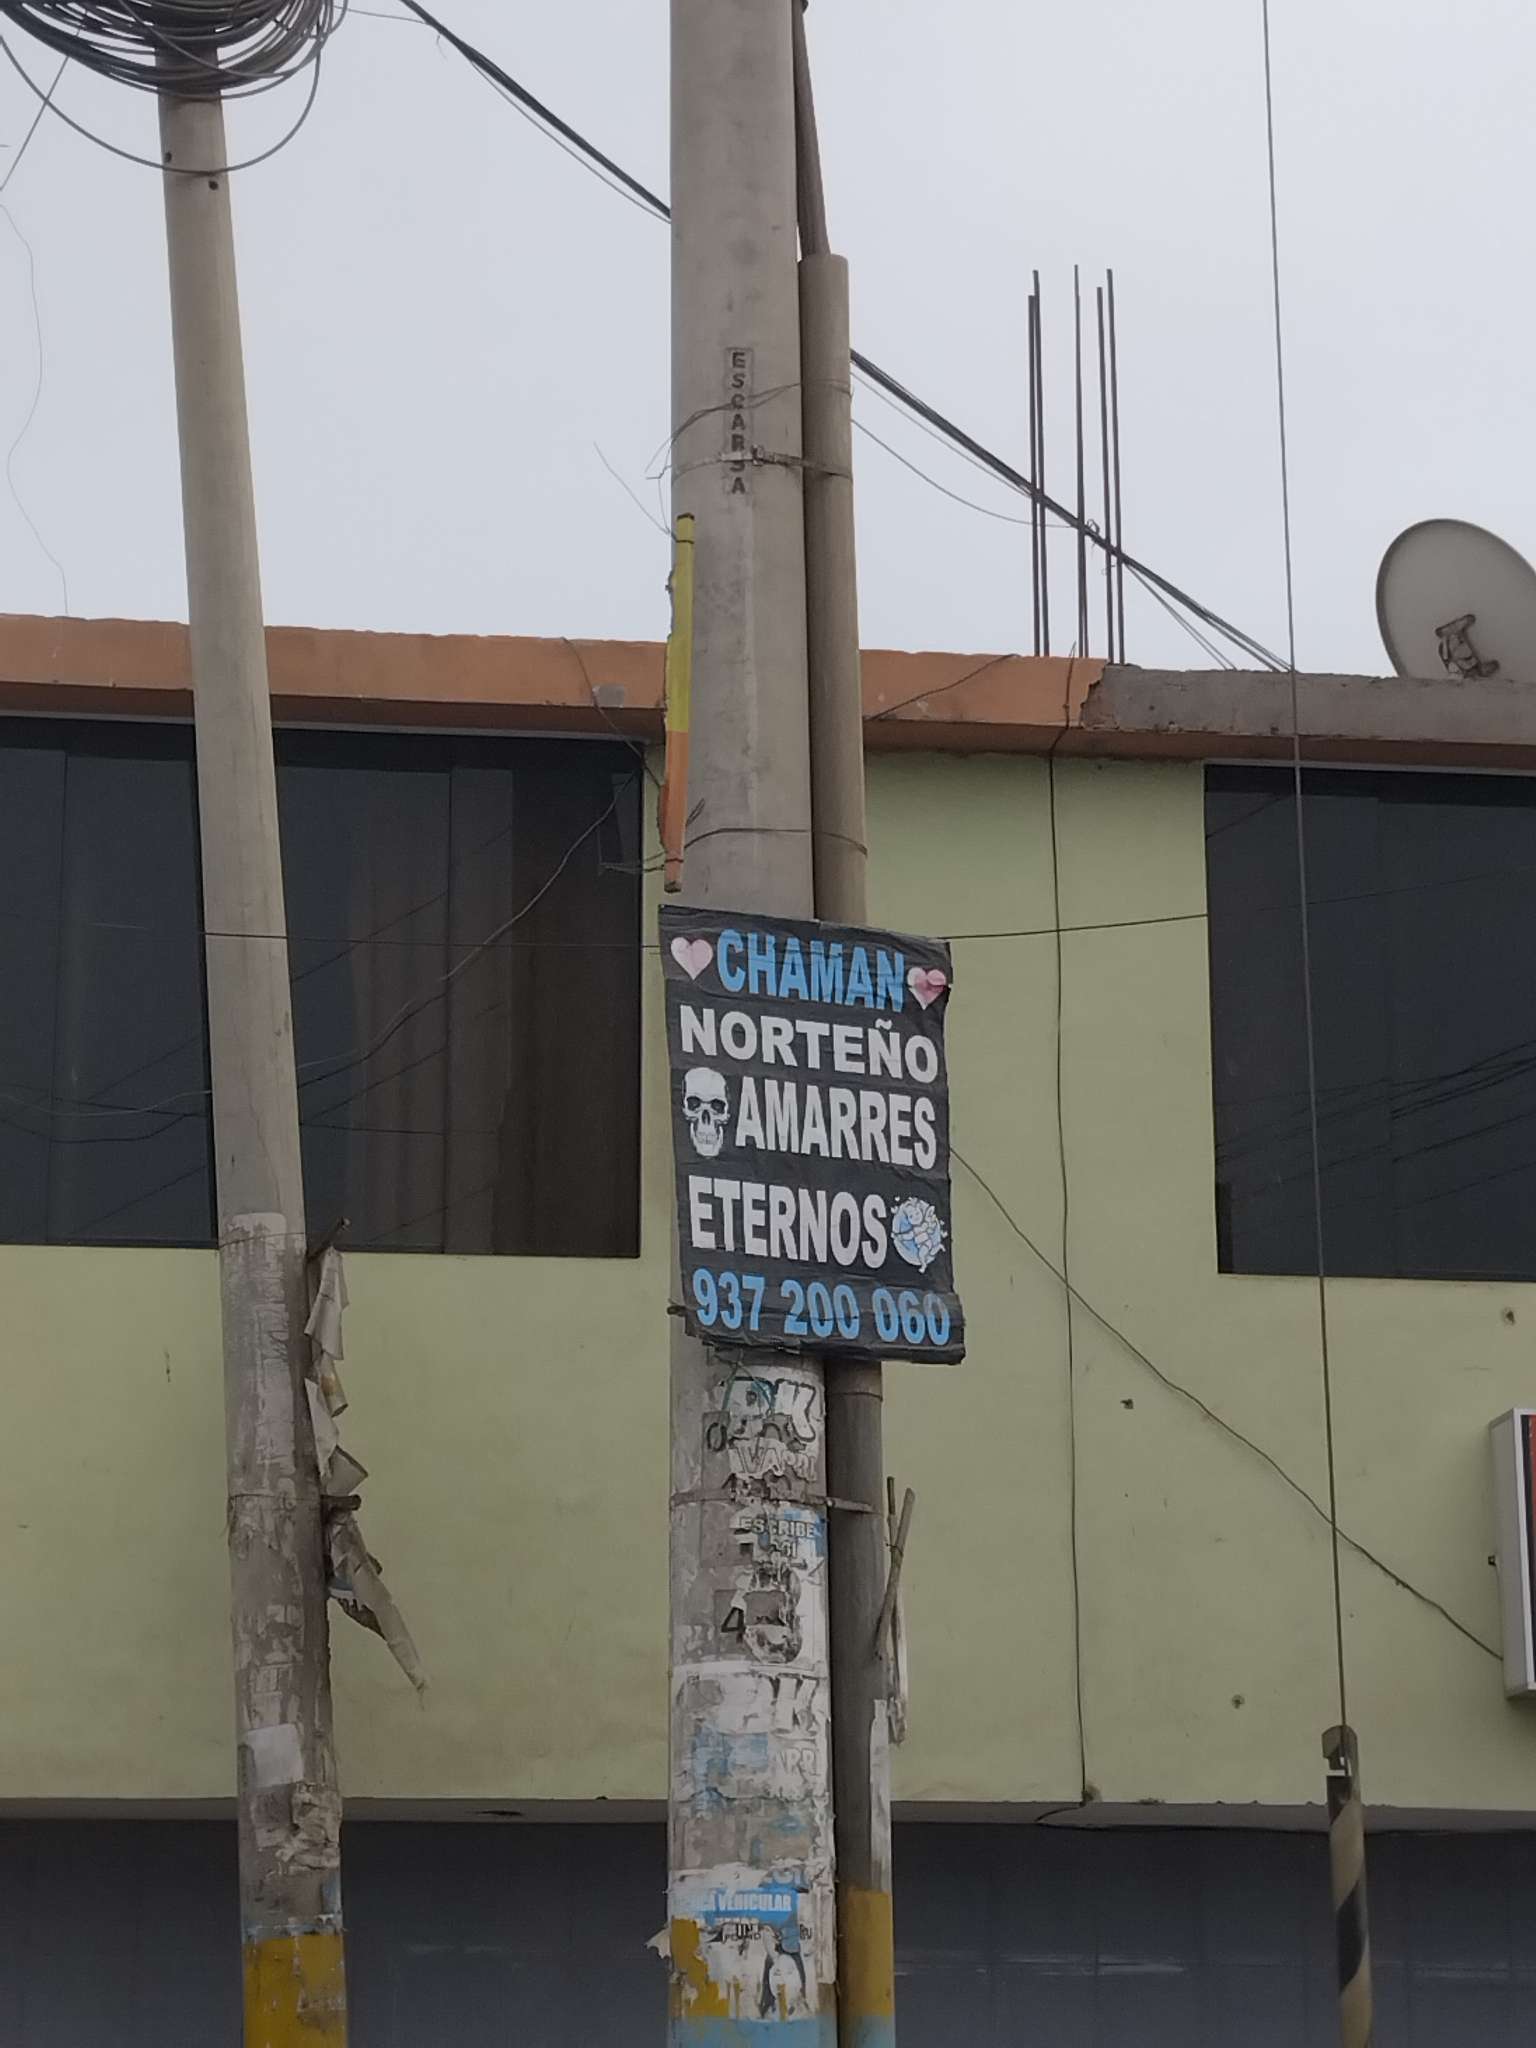 ESCARSA
CHAMAN
NORTEÑO
AMARRES
ETERNOS
937 200 060
ESCRIBE
VEHICULAR